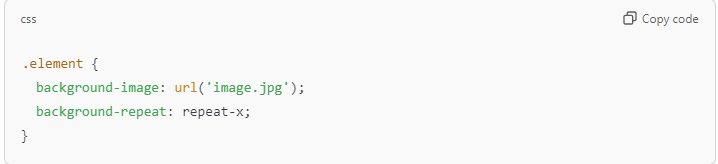 css Copy code
.element {
  background-image: url('image.jpg');
  background-repeat: repeat-x;
}